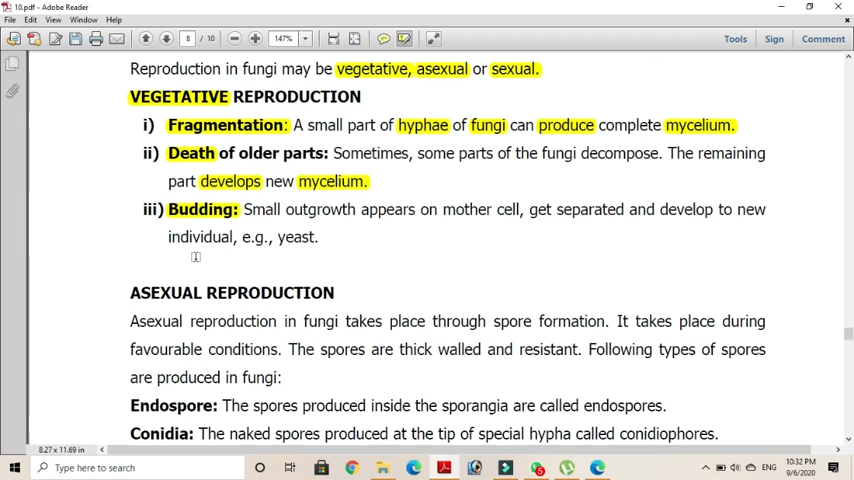 10.pdf - Adobe Reader
File Edit View Window Help
8 / 10 147% Tools Sign Comment
Reproduction in fungi may be vegetative, asexual or sexual.
VEGETATIVE REPRODUCTION
i) Fragmentation: A small part of hyphae of fungi can produce complete mycelium.
ii) Death of older parts: Sometimes, some parts of the fungi decompose. The remaining
part develops new mycelium.
iii) Budding: Small outgrowth appears on mother cell, get separated and develop to new
individual, e.g., yeast.
ASEXUAL REPRODUCTION
Asexual reproduction in fungi takes place through spore formation. It takes place during
favourable conditions. The spores are thick walled and resistant. Following types of spores
are produced in fungi:
Endospore: The spores produced inside the sporangia are called endospores.
Conidia: The naked spores produced at the tip of special hypha called conidiophores.
8.27 x 11.69 in
Type here to search
5
ENG
10:32 PM
9/6/2020